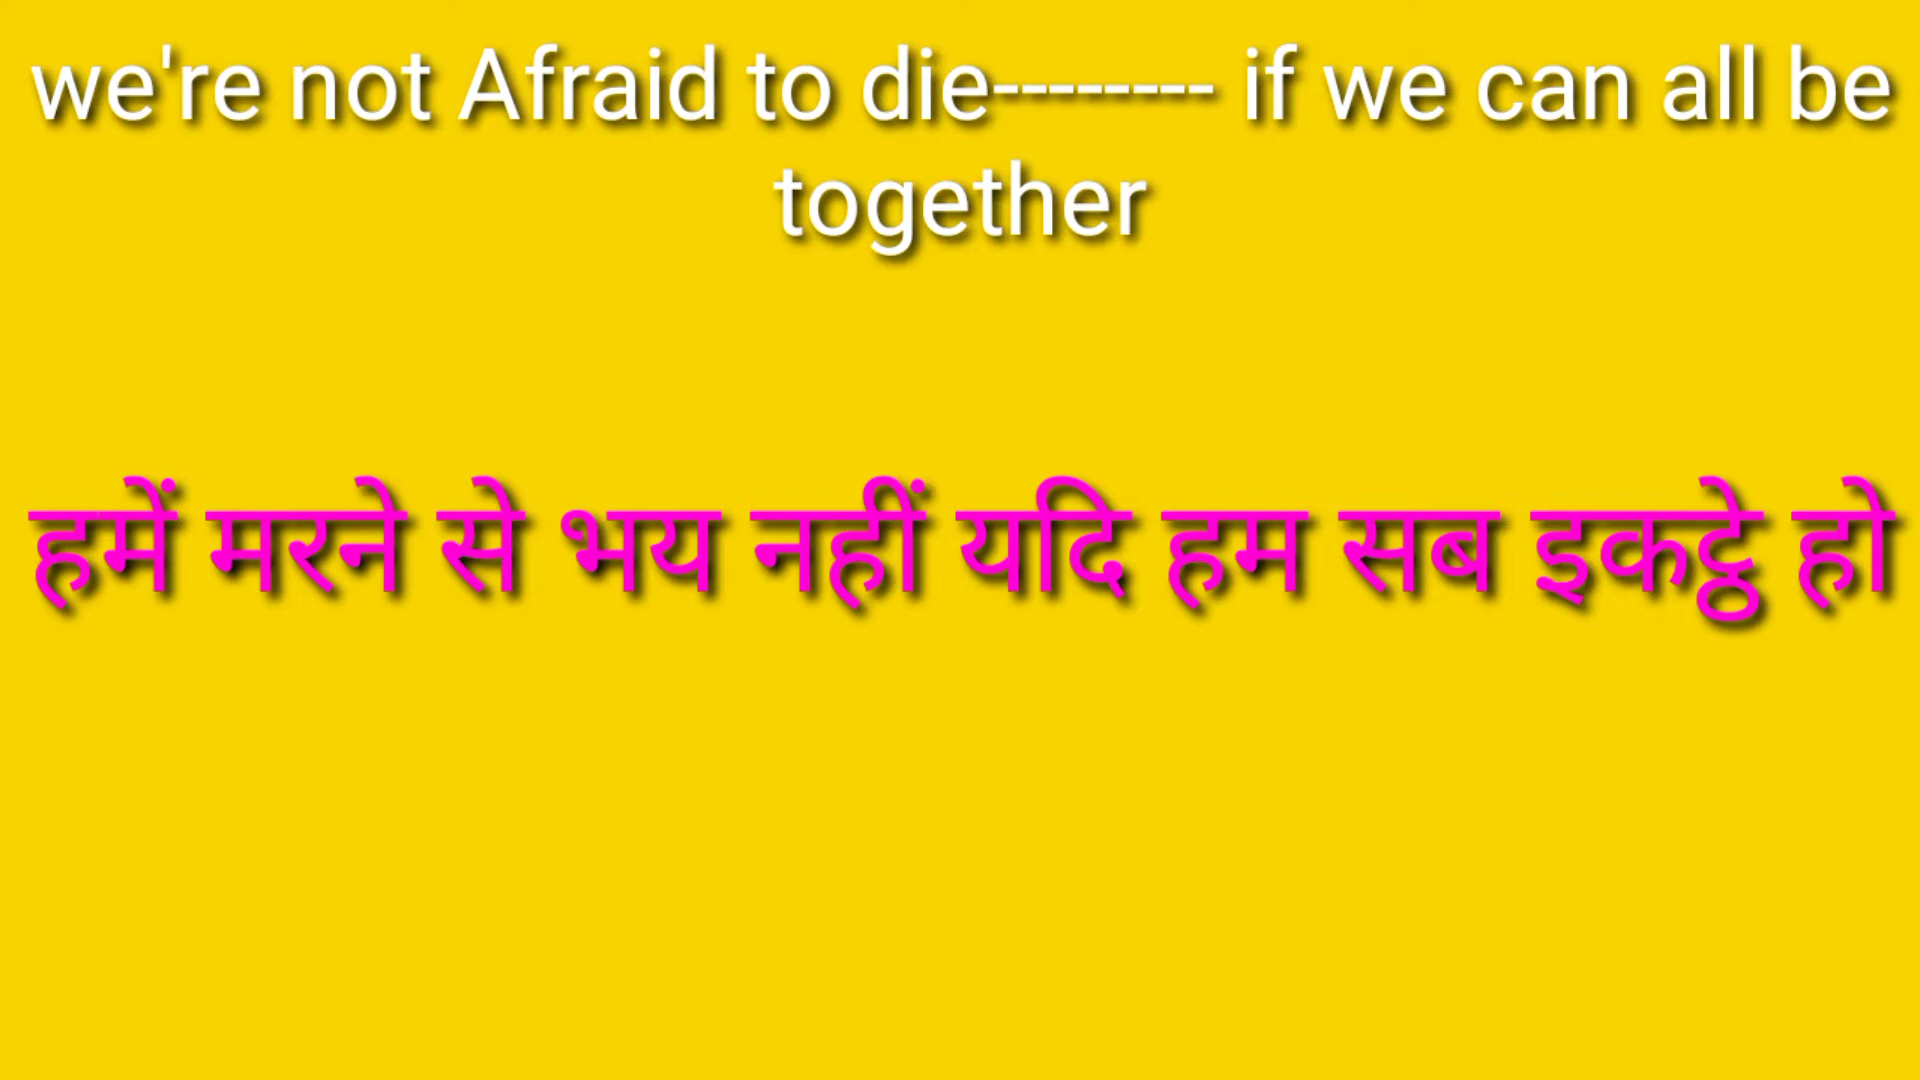 we're not Afraid to die-------- if we can all be
together
हमें मरने से भय नहीं यदि हम सब इकट्ठे हो